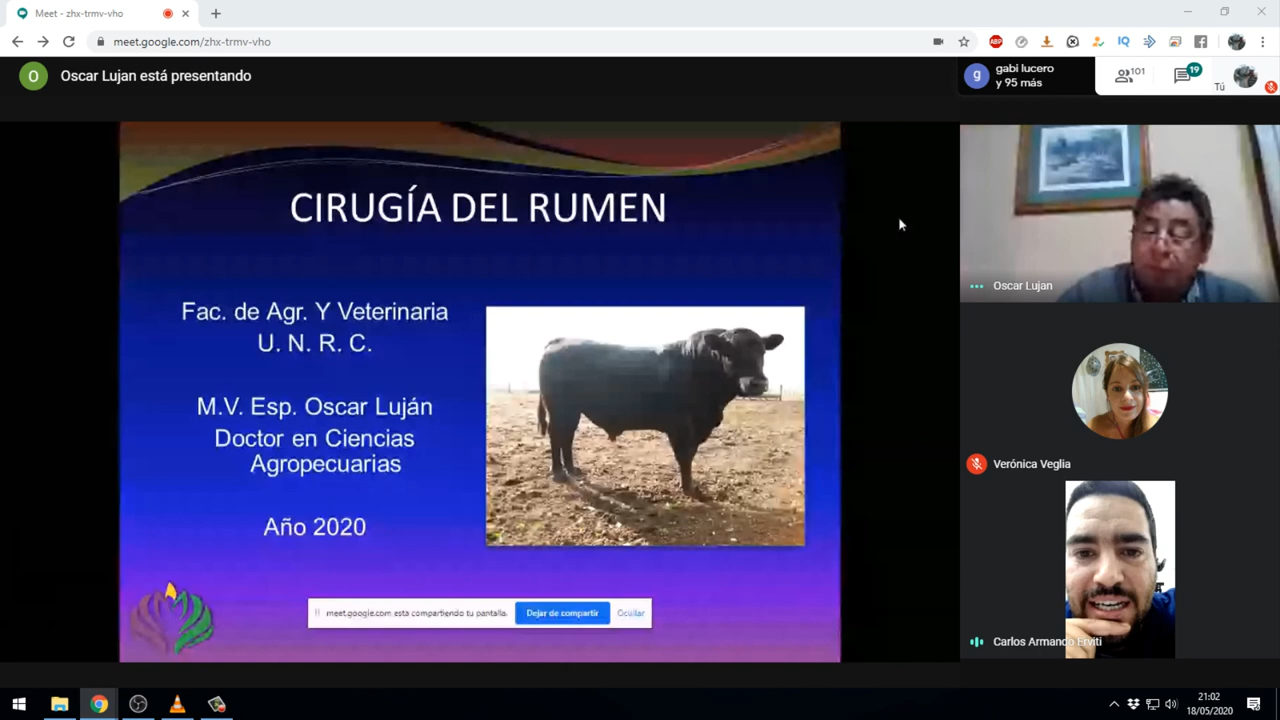 Meet - zhx-trmv-vho
meet.google.com/zhx-trmv-vho
ABP
IQ
O
Oscar Lujan está presentando
g
gabi lucero
y 95 más
101
19
Tú
CIRUGÍA DEL RUMEN
Fac. de Agr. Y Veterinaria
U. N. R. C.
M.V. Esp. Oscar Luján
Doctor en Ciencias
Agropecuarias
Año 2020
meet.google.com está compartiendo tu pantalla.
Dejar de compartir
Ocultar
Oscar Lujan
Verónica Veglia
Carlos Armando Erviti
21:02
18/05/2020